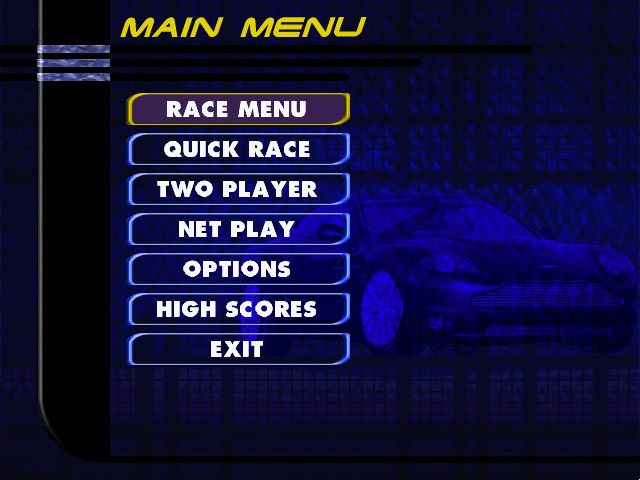 MAIN MENU
RACE MENU
QUICK RACE
TWO PLAYER
NET PLAY
OPTIONS
HIGH SCORES
EXIT